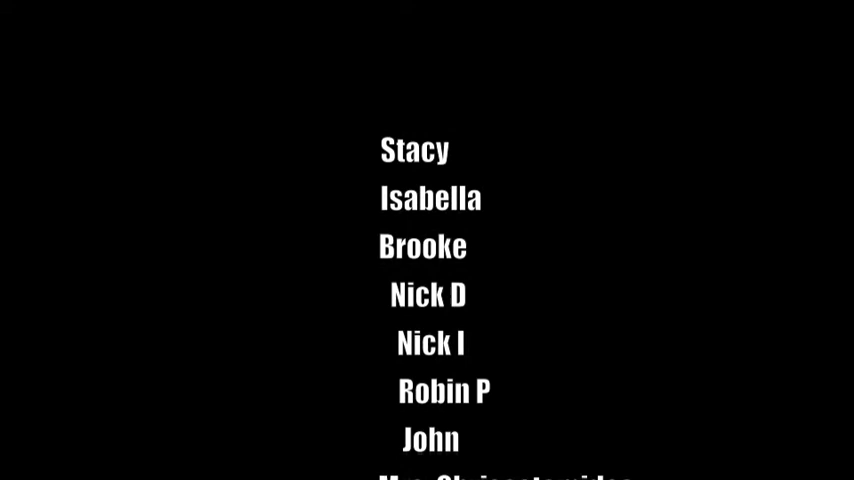 Stacy
Isabella
Brooke
Nick D
Nick I
Robin P
John